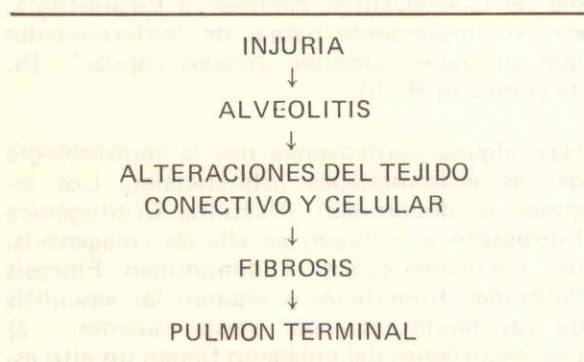 INJURIA
↓
ALVEOLITIS
↓
ALTERACIONES DEL TEJIDO
CONECTIVO Y CELULAR
↓
FIBROSIS
↓
PULMON TERMINAL